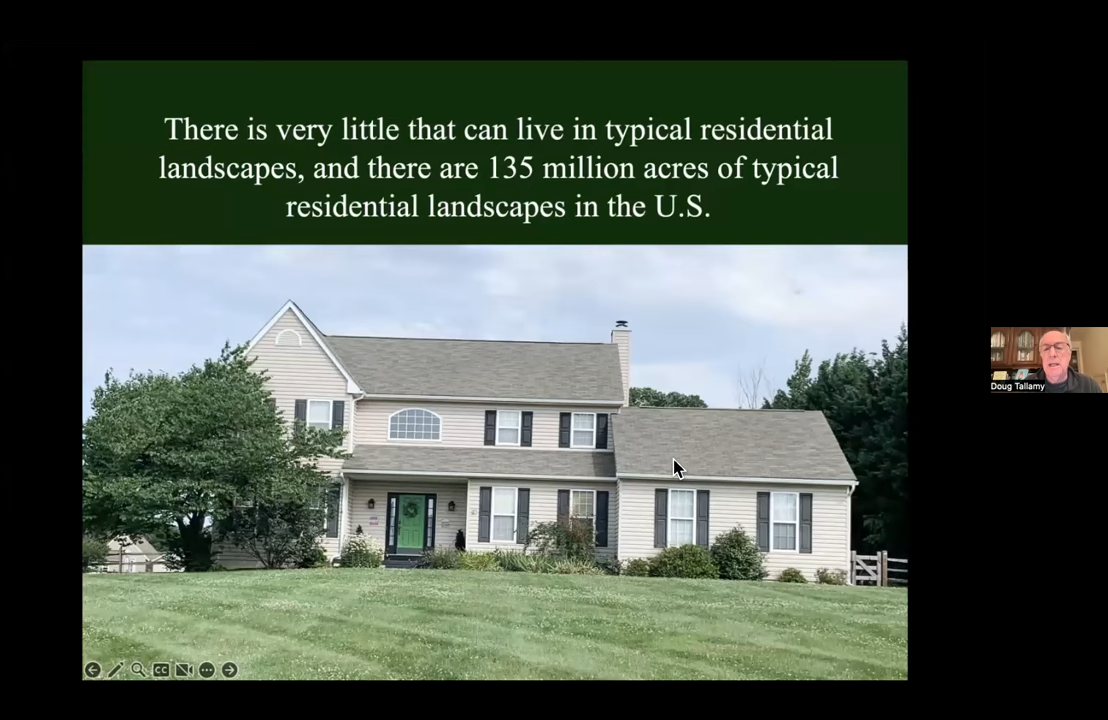 There is very little that can live in typical residential
landscapes, and there are 135 million acres of typical
residential landscapes in the U.S.
Doug Tallamy
CC